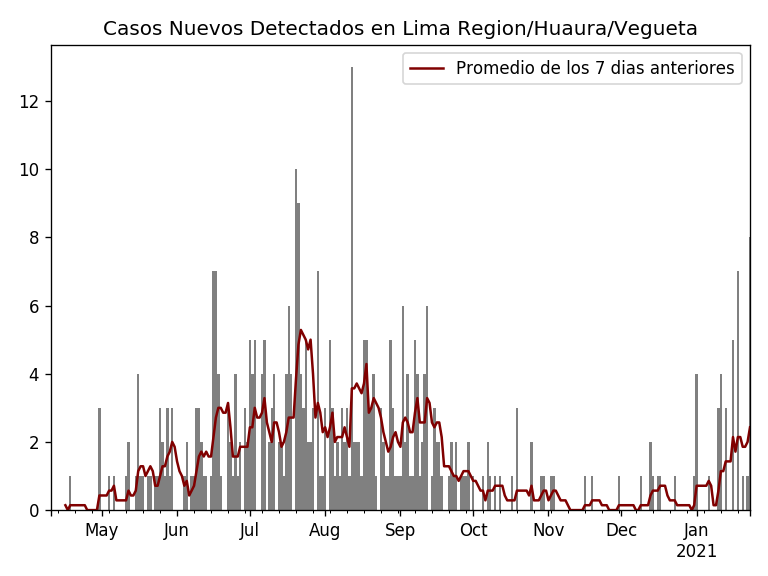 Casos Nuevos Detectados en Lima Region/Huaura/Vegueta
Promedio de los 7 dias anteriores
12
10
8
6
4
2
0
May Jun Jul Aug Sep Oct Nov Dec Jan
2021